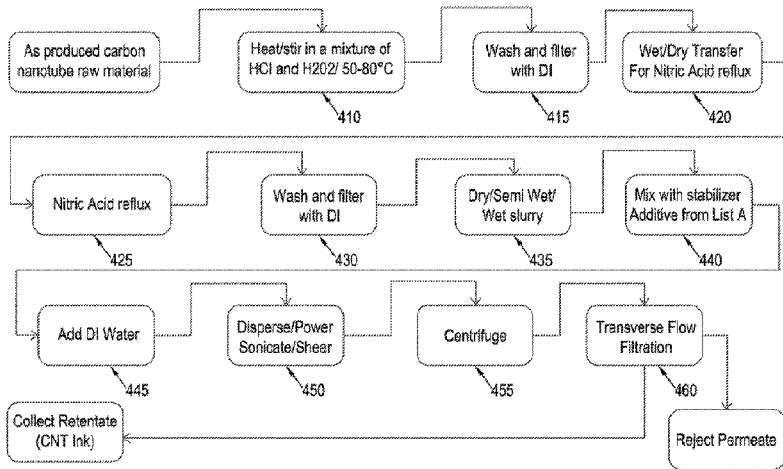 As produced carbon
nanotube raw material
Heat/stir in a mixture of
HCl and H202/ 50-80°C
410
Wash and filter
with DI
415
Wet/Dry Transfer
For Nitric Acid reflux
420
Nitric Acid reflux
425
Wash and filter
with DI
430
Dry/Semi Wet/
Wet slurry
435
Mix with stabilizer
Additive from List A
440
Add DI Water
445
Disperse/Power
Sonicate/Shear
450
Centrifuge
455
Transverse Flow
Filtration
460
Collect Retentate
(CNT Ink)
Reject Permeate